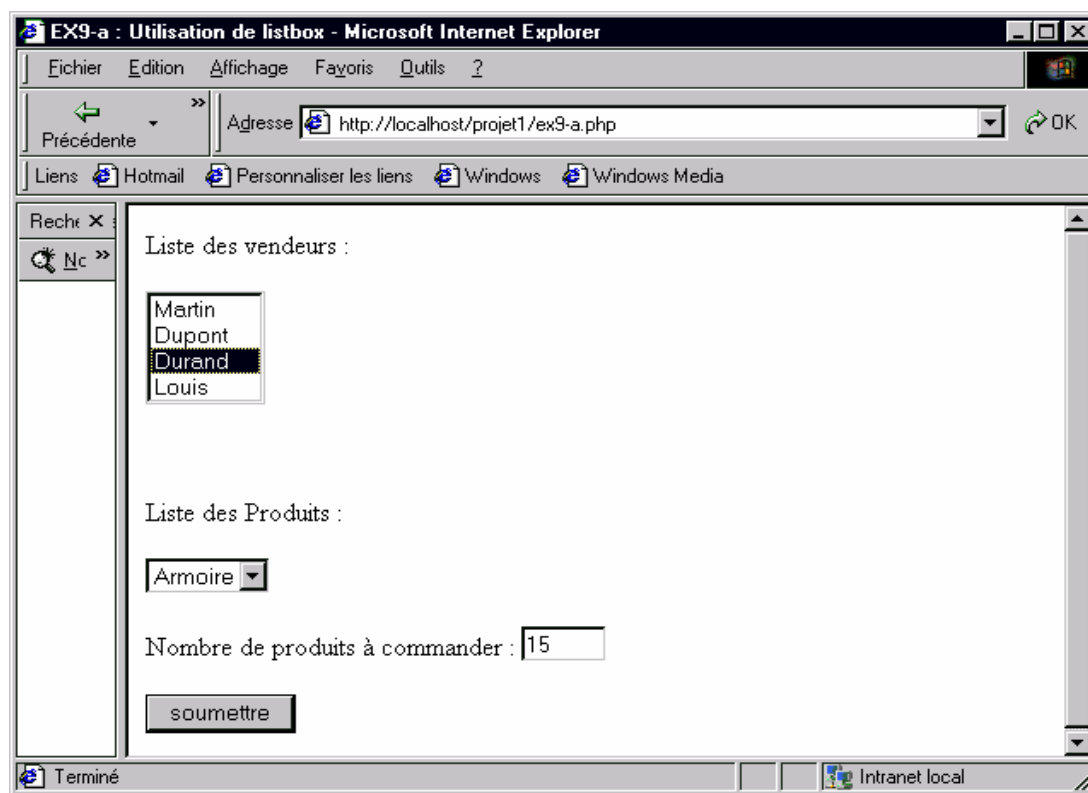 EX9-a : Utilisation de listbox - Microsoft Internet Explorer
Fichier Edition Affichage Favoris Outils ?
Précédente » Adresse http://localhost/projet1/ex9-a.php OK
Liens Hotmail Personnaliser les liens Windows Windows Media
Reche
Nc »
Liste des vendeurs :
Martin
Dupont
Durand
Louis
Liste des Produits :
Armoire
Nombre de produits à commander : 15
soumettre
Terminé Intranet local